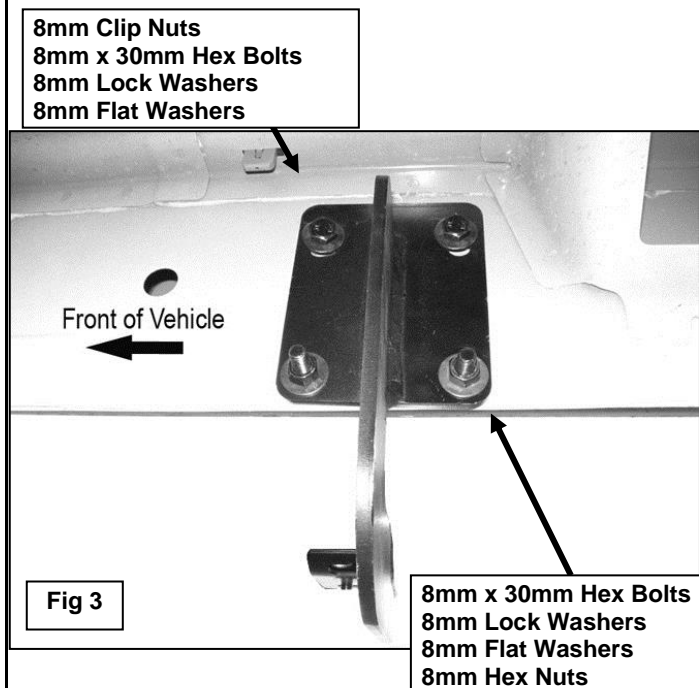 8mm Clip Nuts
8mm x 30mm Hex Bolts
8mm Lock Washers
8mm Flat Washers
Front of Vehicle
Fig 3
8mm x 30mm Hex Bolts
8mm Lock Washers
8mm Flat Washers
8mm Hex Nuts